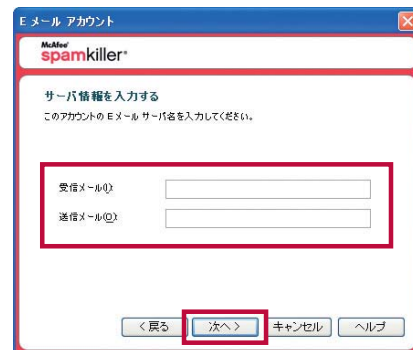 Eメール アカウント
McAfee
spamkiller
サーバ情報を入力する
このアカウントの E メール サーバ名を入力してください。
受信メール(I):
送信メール(O):
< 戻る 次へ > キャンセル ヘルプ